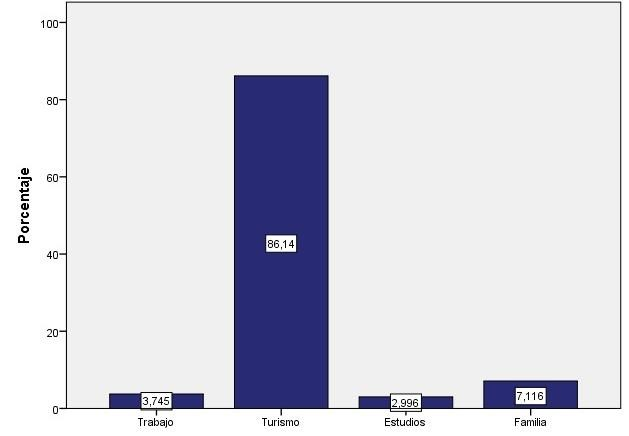 Porcentaje
100
80
60
40
20
0
3,745
86,14
2,996
7,116
Trabajo
Turismo
Estudios
Familia